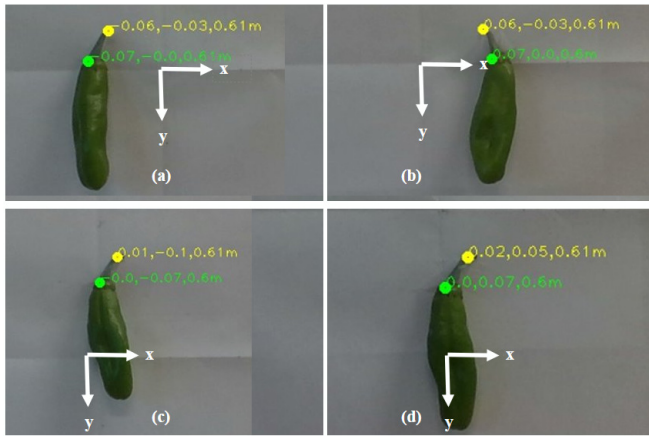 -0.06,-0.03,0.61m
-0.07,-0.0,0.61m
x
y
(a)
0.06,-0.03,0.61m
0.07,0.0,0.6m
x
y
(b)
0.01,-0.1,0.61m
-0.0,-0.07,0.6m
x
y
(c)
0.02,0.05,0.61m
0.0,0.07,0.6m
x
y
(d)